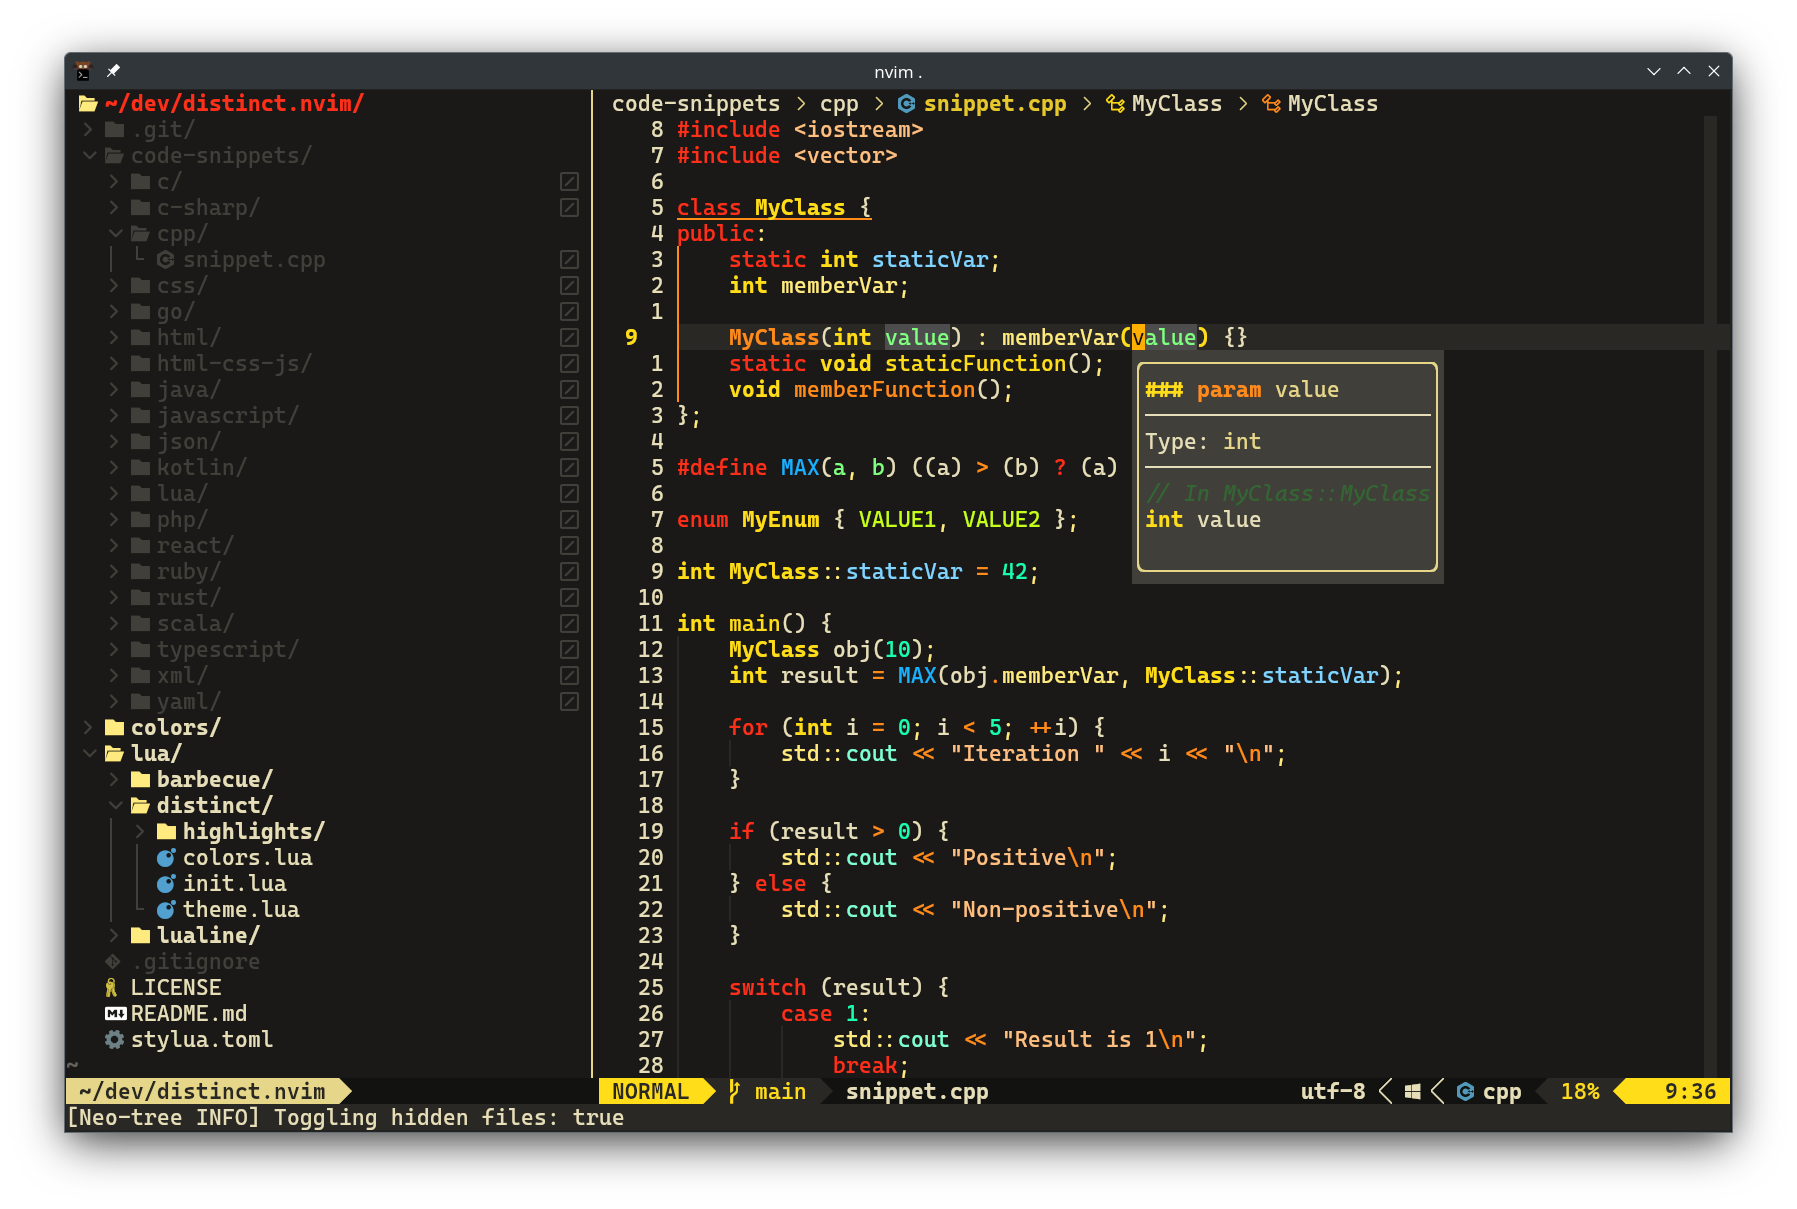 nvim .
~/dev/distinct.nvim/
.git/
code-snippets/
c/
c-sharp/
cpp/
snippet.cpp
css/
go/
html/
html-css-js/
java/
javascript/
json/
kotlin/
lua/
php/
react/
ruby/
rust/
scala/
typescript/
xml/
yaml/
colors/
lua/
barbecue/
distinct/
highlights/
colors.lua
init.lua
theme.lua
lualine/
.gitignore
LICENSE
README.md
stylua.toml
~
~/dev/distinct.nvim
code-snippets > cpp > snippet.cpp > MyClass > MyClass
8 #include <iostream>
7 #include <vector>
6
5 class MyClass {
4 public:
3     static int staticVar;
2     int memberVar;
1
9     MyClass(int value) : memberVar(value) {}
1     static void staticFunction();
2     void memberFunction();
3 };
4
5 #define MAX(a, b) ((a) > (b) ? (a)
6
7 enum MyEnum { VALUE1, VALUE2 };
8
9 int MyClass::staticVar = 42;
10
11 int main() {
12     MyClass obj(10);
13     int result = MAX(obj.memberVar, MyClass::staticVar);
14
15     for (int i = 0; i < 5; ++i) {
16         std::cout << "Iteration " << i << "\n";
17     }
18
19     if (result > 0) {
20         std::cout << "Positive\n";
21     } else {
22         std::cout << "Non-positive\n";
23     }
24
25     switch (result) {
26         case 1:
27             std::cout << "Result is 1\n";
28             break;
### param value
Type: int
// In MyClass::MyClass
int value
NORMAL main snippet.cpp utf-8 cpp 18% 9:36
[Neo-tree INFO] Toggling hidden files: true